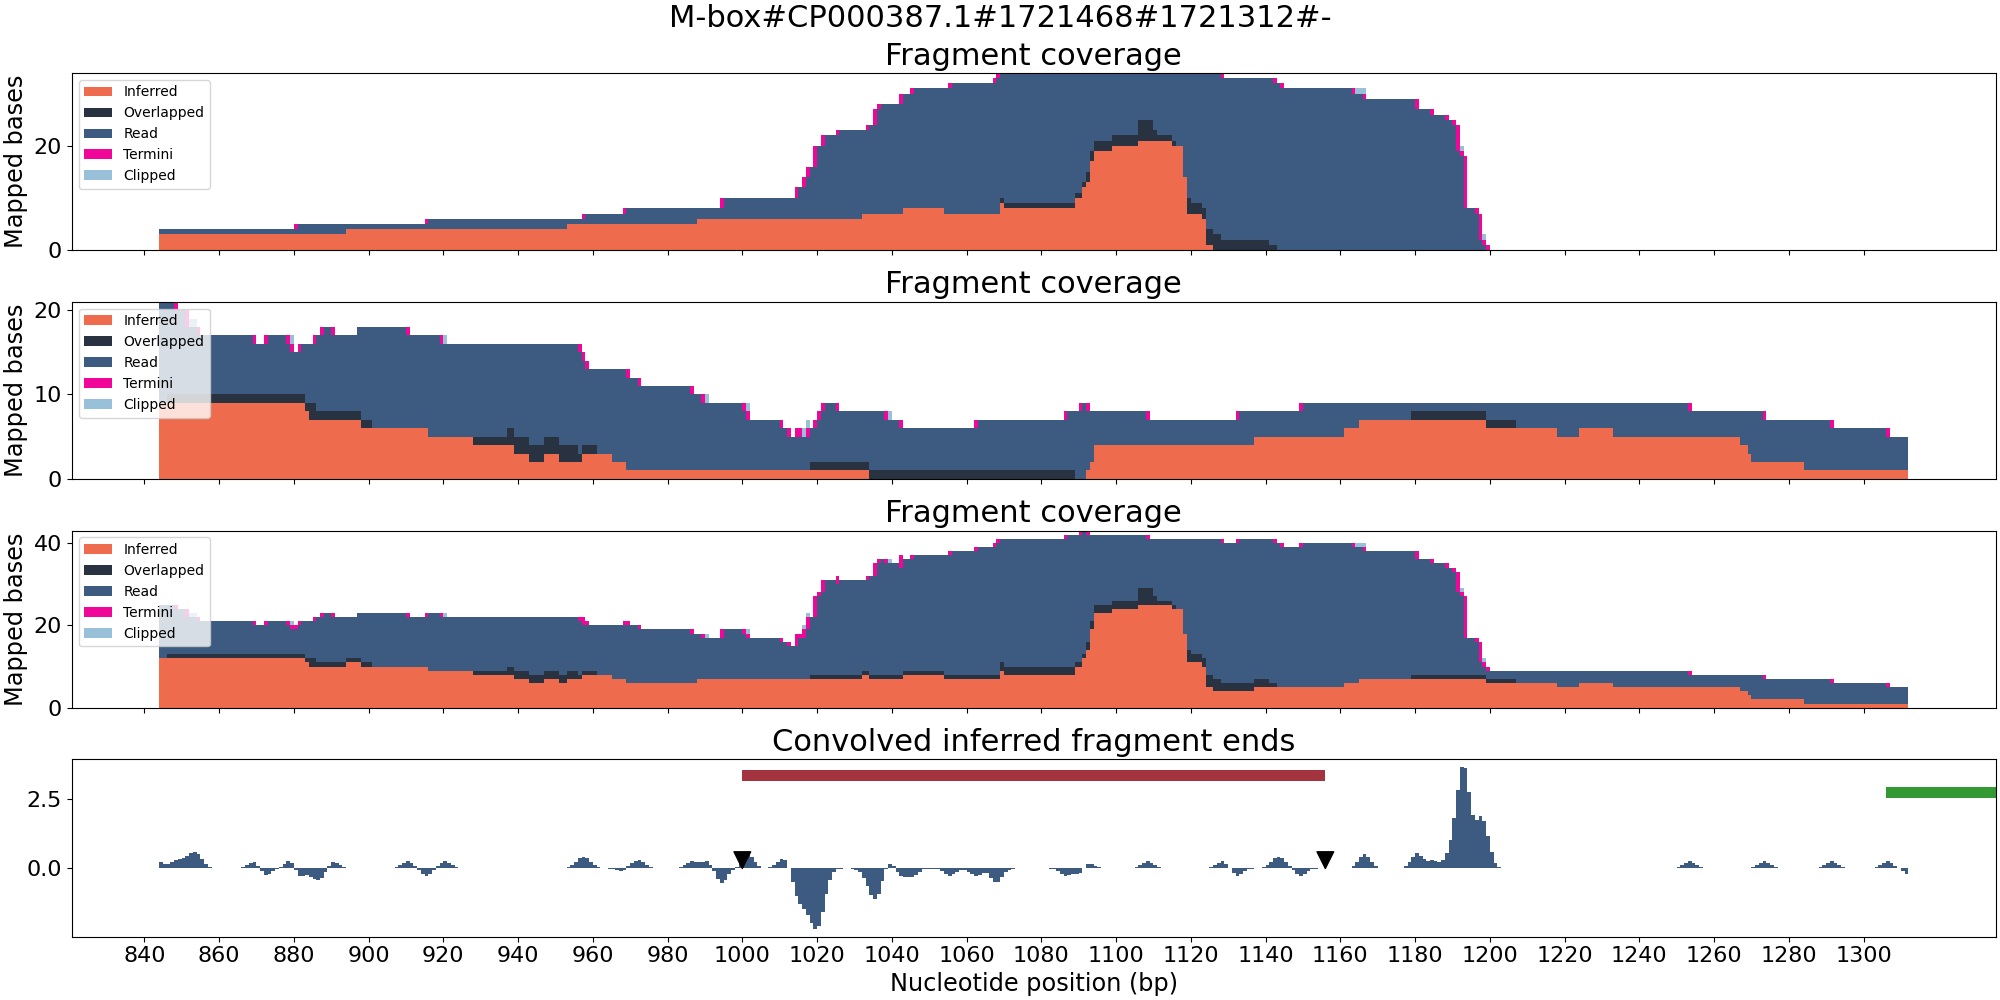 M-box#CP000387.1#1721468#1721312#-
Fragment coverage
Mapped bases
20
0
Inferred
Overlapped
Read
Termini
Clipped
Fragment coverage
Mapped bases
20
10
0
Inferred
Overlapped
Read
Termini
Clipped
Fragment coverage
Mapped bases
40
20
0
Inferred
Overlapped
Read
Termini
Clipped
Convolved inferred fragment ends
2.5
0.0
840 860 880 900 920 940 960 980 1000 1020 1040 1060 1080 1100 1120 1140 1160 1180 1200 1220 1240 1260 1280 1300
Nucleotide position (bp)